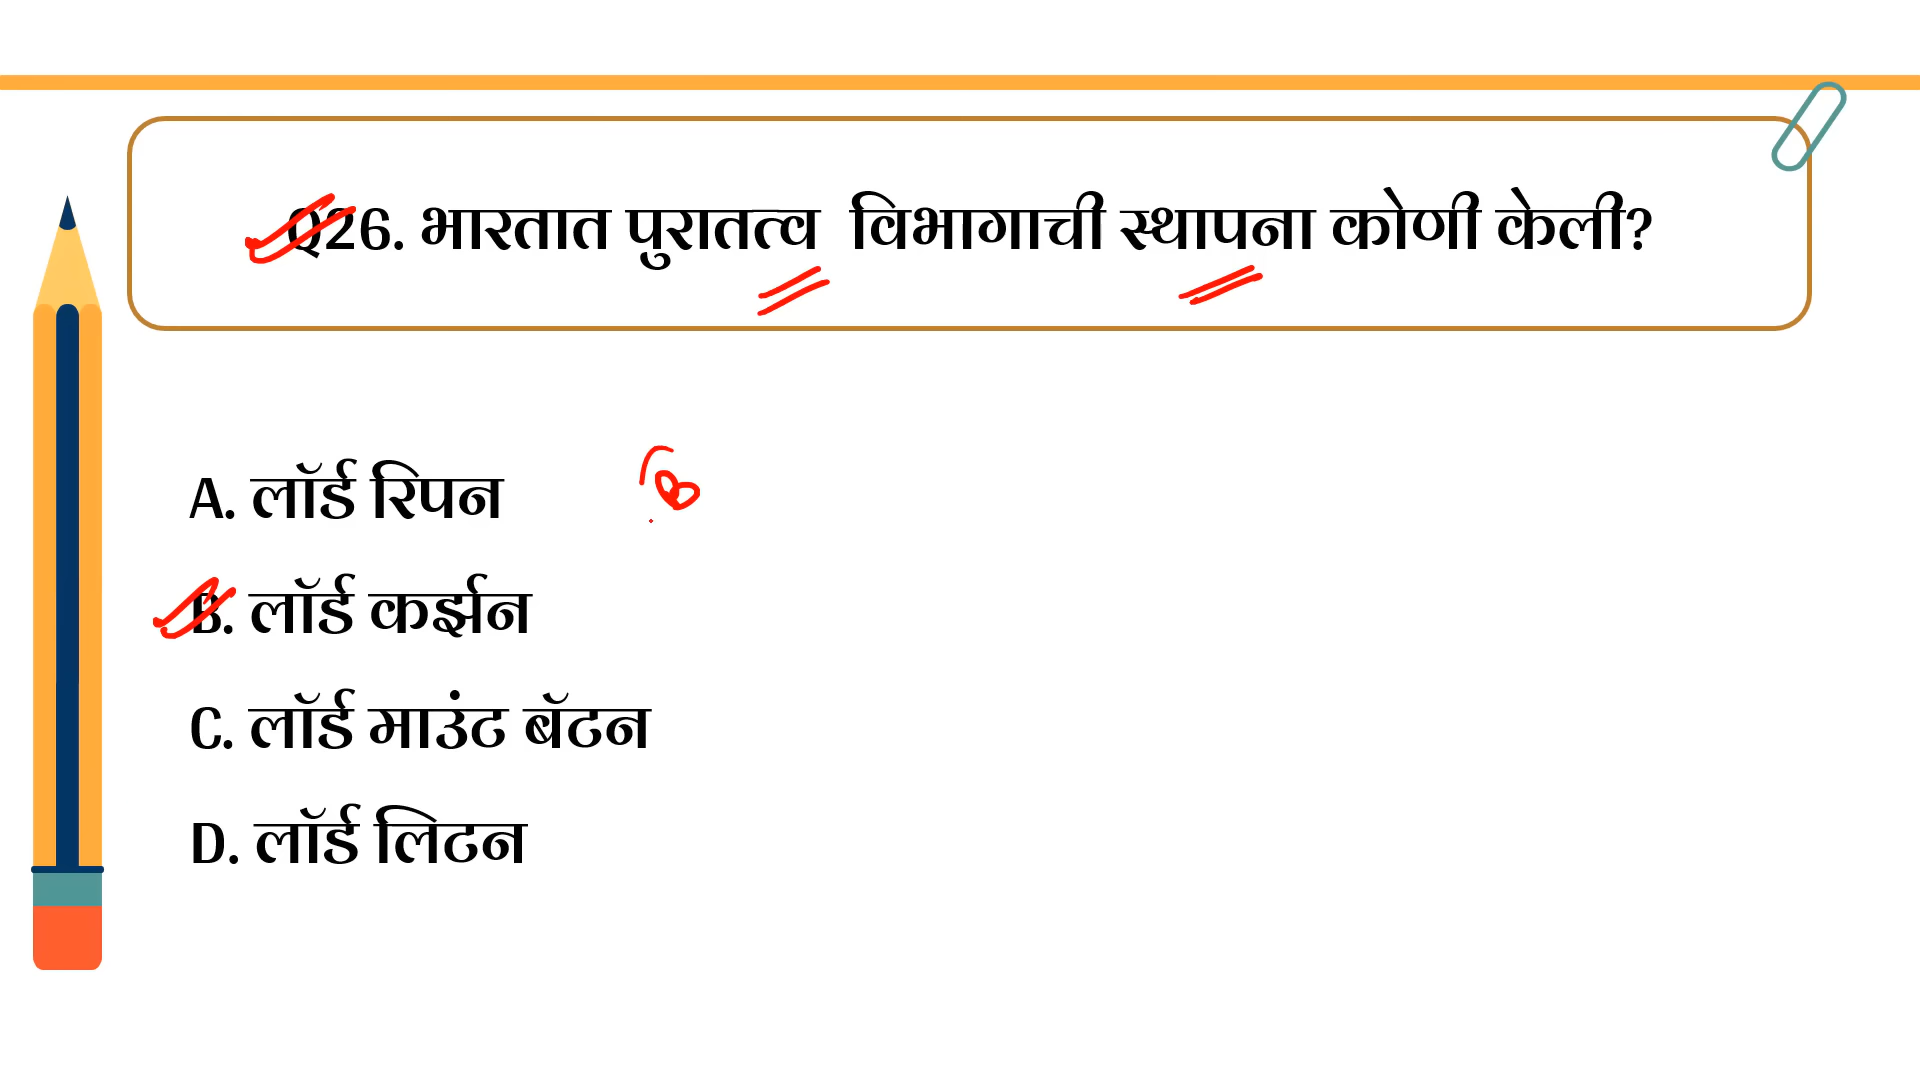 Q26. भारतात पुरातत्व विभागाची स्थापना कोणी केली?
A. लॉर्ड रिपन
B. लॉर्ड कर्झन
C. लॉर्ड माउंट बॅटन
D. लॉर्ड लिटन